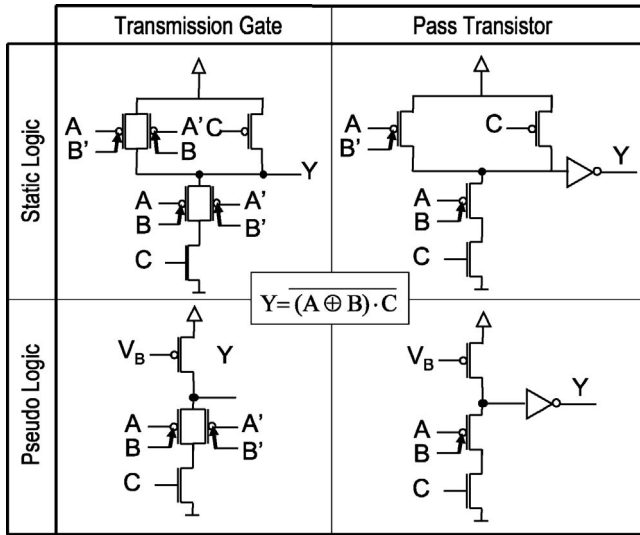 Transmission Gate
Pass Transistor
Static Logic
A
B'
A'
B
C
Y
A
B
A'
B'
C
A
B'
C
Y
A
B
C
Y=(A ⊕ B)·C
Pseudo Logic
V_B
Y
A
B
A'
B'
C
V_B
Y
A
B
C